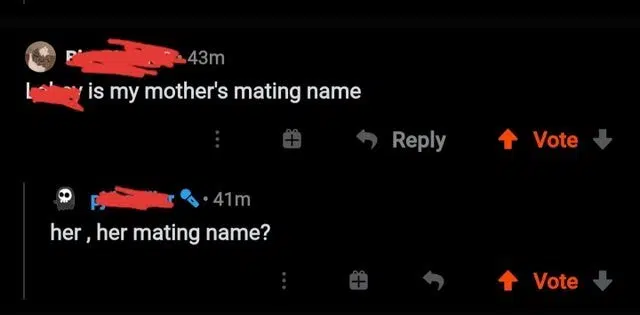 43m
is my mother's mating name
Reply
Vote
41m
her , her mating name?
Vote